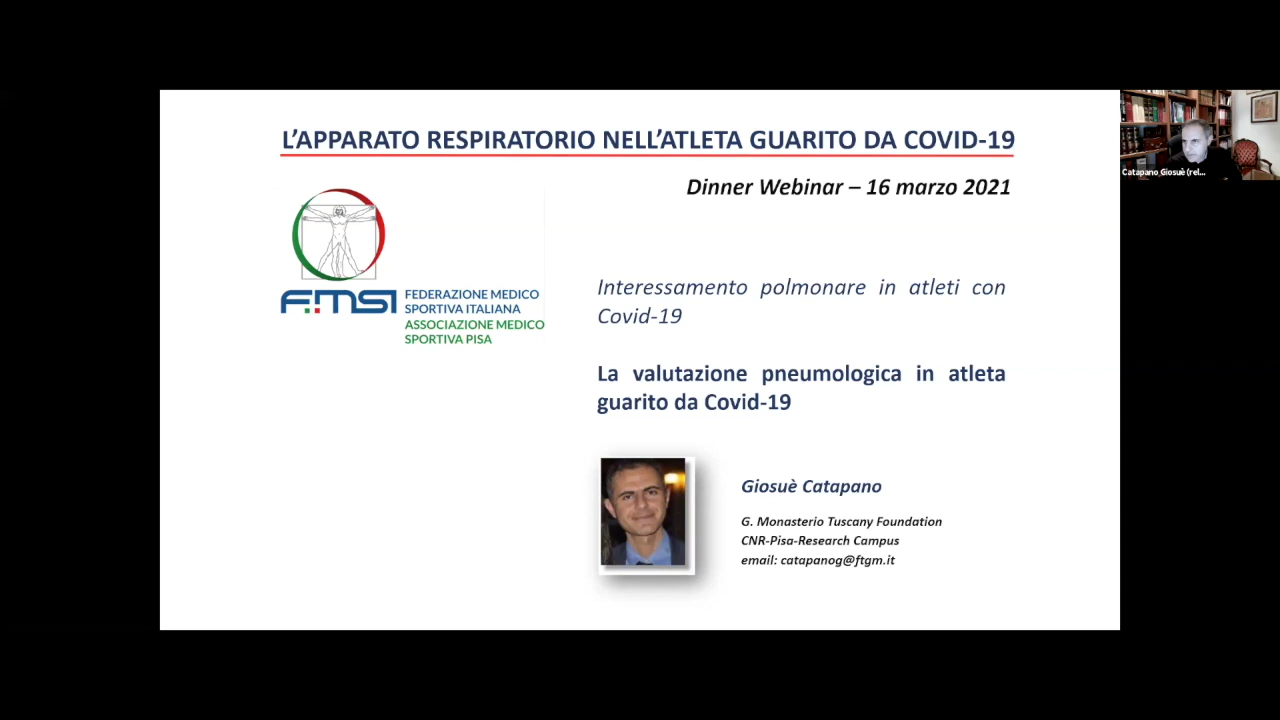 L’APPARATO RESPIRATORIO NELL’ATLETA GUARITO DA COVID-19
Dinner Webinar – 16 marzo 2021
FMSI
FEDERAZIONE MEDICO
SPORTIVA ITALIANA
ASSOCIAZIONE MEDICO
SPORTIVA PISA
Interessamento polmonare in atleti con
Covid-19
La valutazione pneumologica in atleta
guarito da Covid-19
Giosuè Catapano
G. Monasterio Tuscany Foundation
CNR-Pisa-Research Campus
email: catapanog@ftgm.it
Catapano Giosuè (rel...